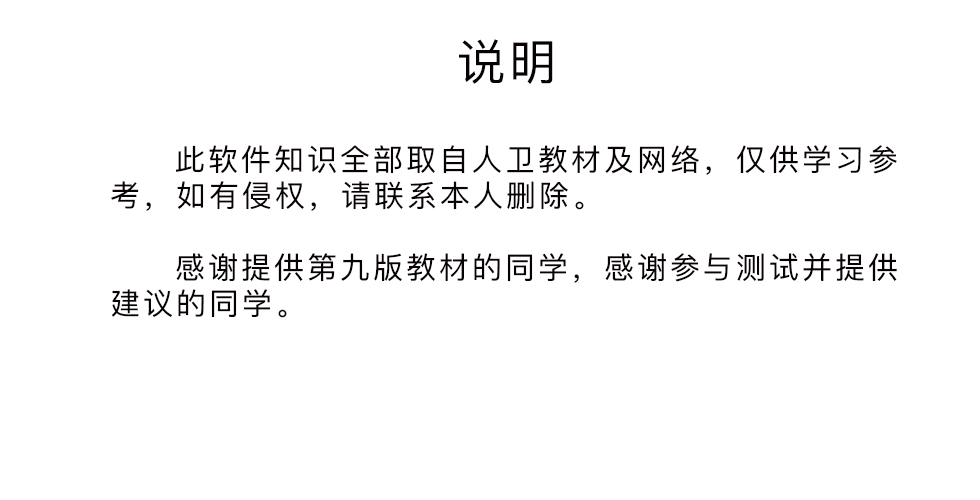 说明
此软件知识全部取自人卫教材及网络，仅供学习参
考，如有侵权，请联系本人删除。
感谢提供第九版教材的同学，感谢参与测试并提供
建议的同学。